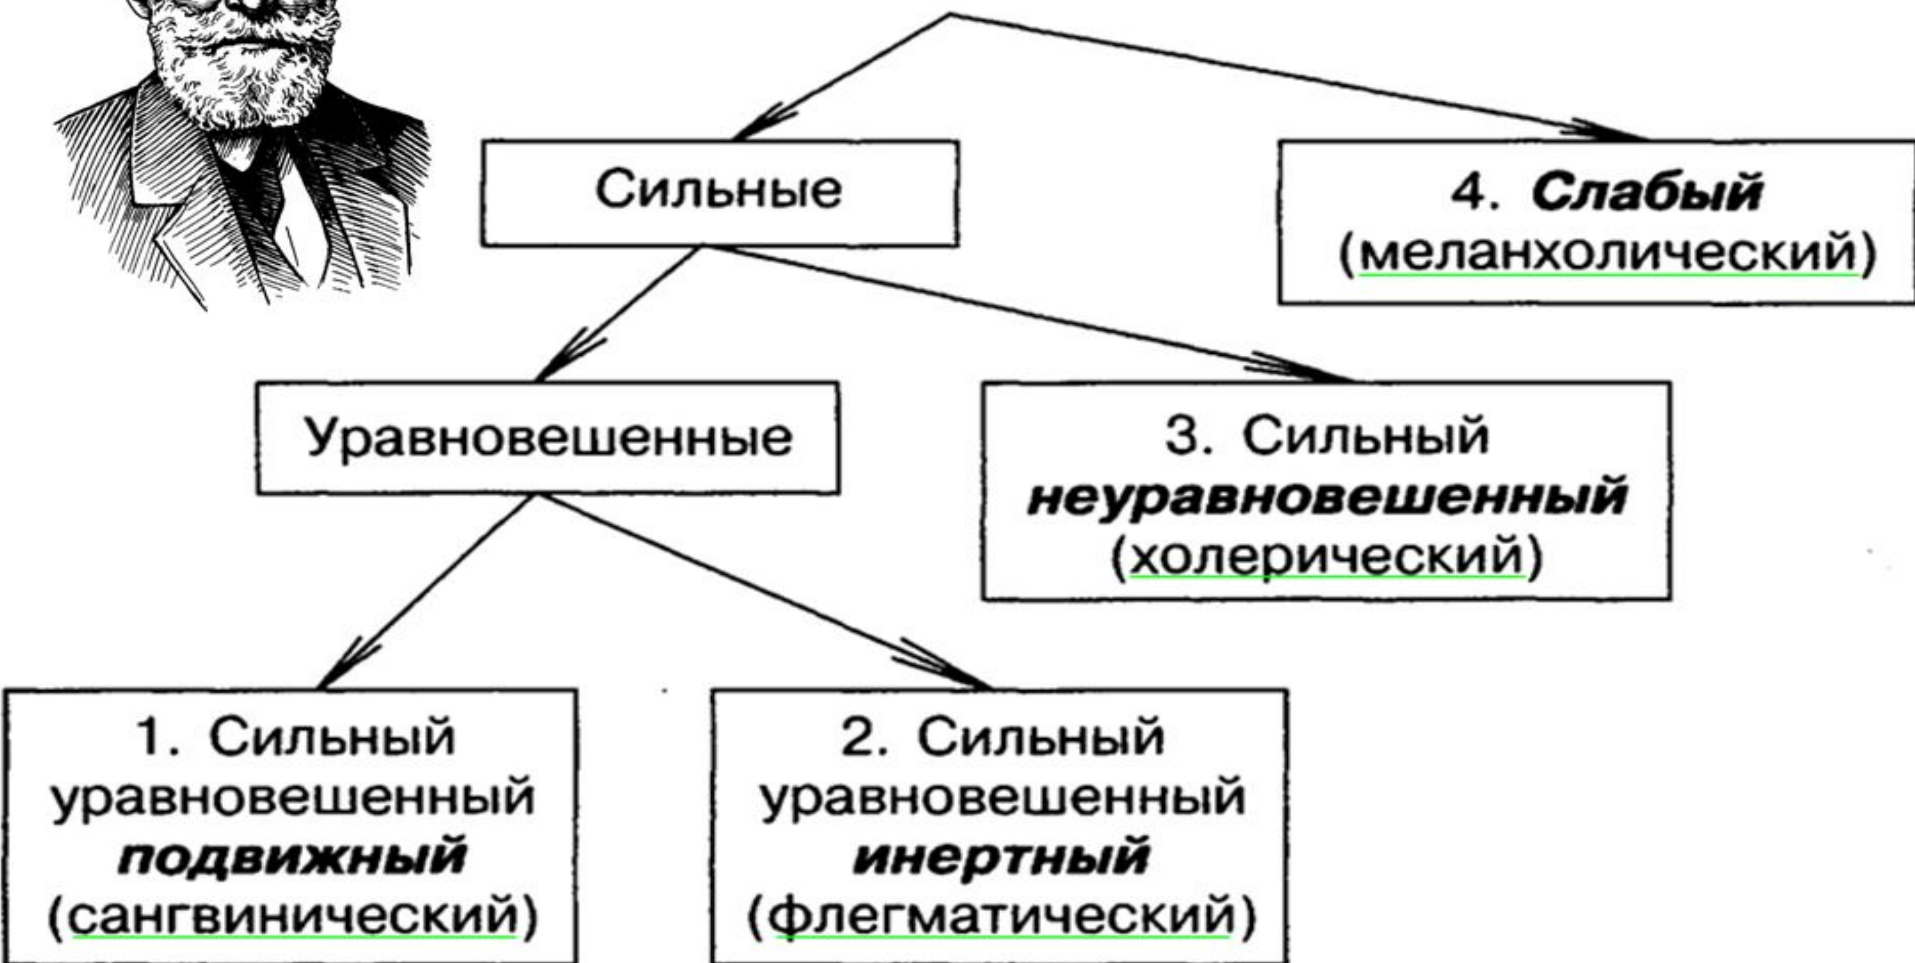 Сильные
4. Слабый
(меланхолический)
Уравновешенные
3. Сильный
неуравновешенный
(холерический)
1. Сильный
уравновешенный
подвижный
(сангвинический)
2. Сильный
уравновешенный
инертный
(флегматический)